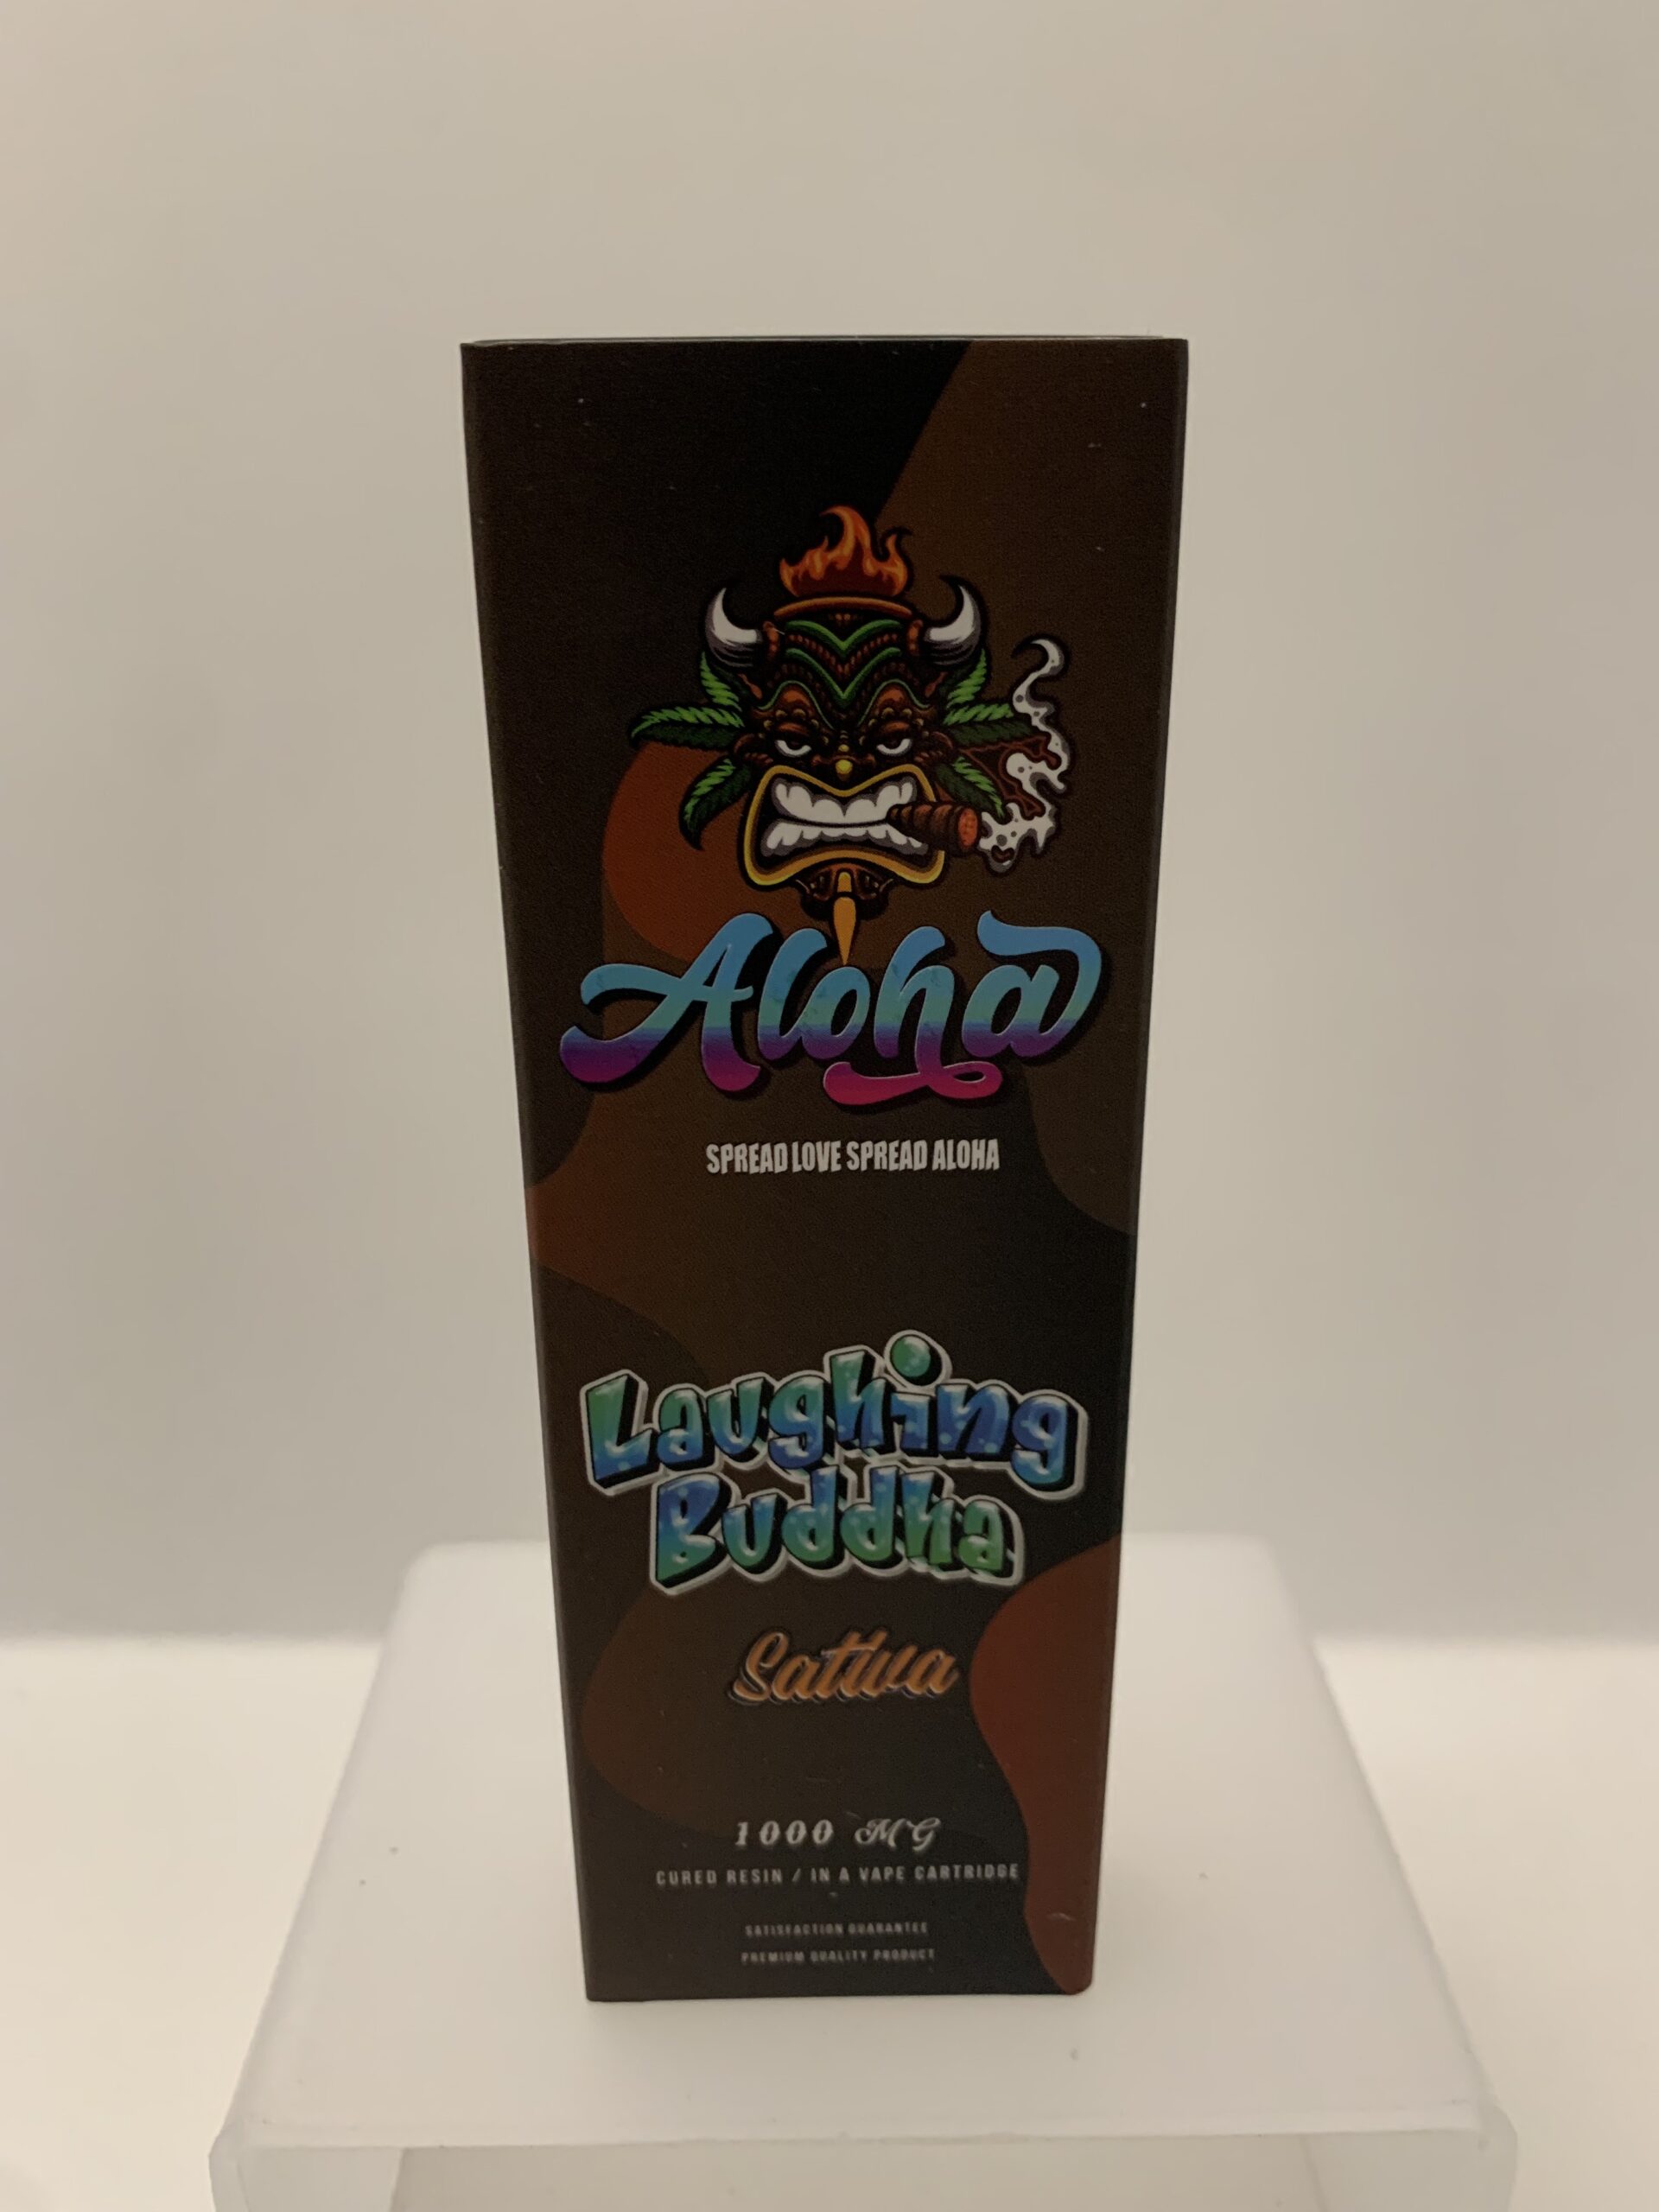 Aloha
SPREAD LOVE SPREAD ALOHA
Laughing
Buddha
Sativa
1000 MG
CURED RESIN / IN A VAPE CARTRIDGE
SATISFACTION GUARANTEE
PREMIUM QUALITY PRODUCT